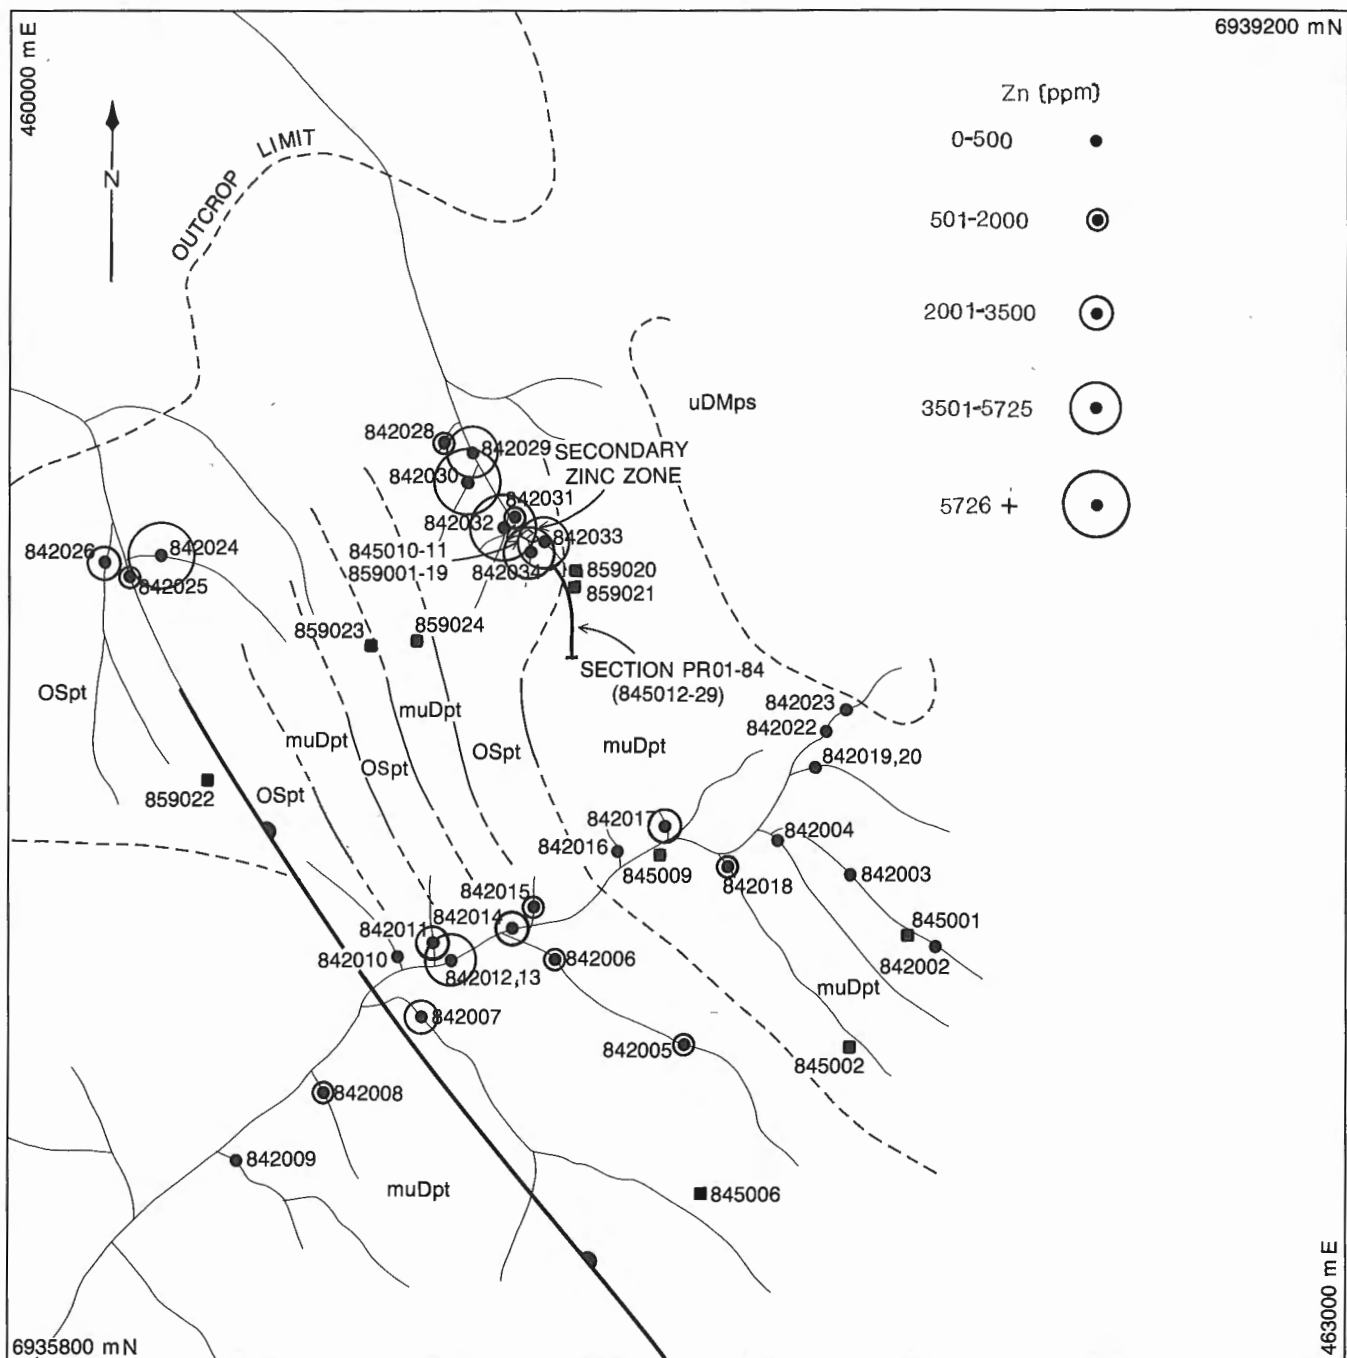 460000 mE
6939200 mN
Zn (ppm)
0-500
501-2000
2001-3500
3501-5725
5726 +
N
OUTCROP LIMIT
uDMps
842028
842029
SECONDARY
ZINC ZONE
842030
842031
842032
842033
845010-11
859001-19
842034
859020
859021
842026
842024
842025
859023
859024
SECTION PR01-84
(845012-29)
OSpt
muDpt
muDpt
OSpt
OSpt
muDpt
842023
842022
842019,20
859022
OSpt
842017
842004
842016
845009
842018
842003
842015
842014
842011
842010
842012,13
842006
845001
842002
muDpt
842007
842005
845002
842008
842009
muDpt
845006
6935800 mN
463000 mE